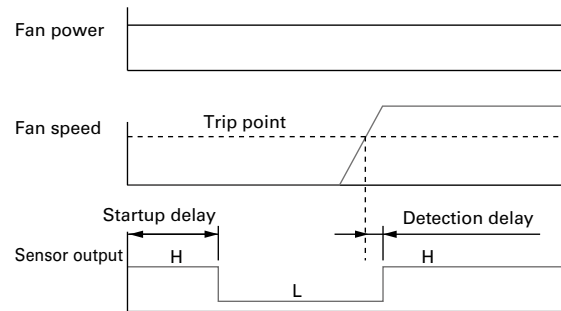 Fan power
Fan speed
Trip point
Startup delay
Detection delay
Sensor output
H
H
L